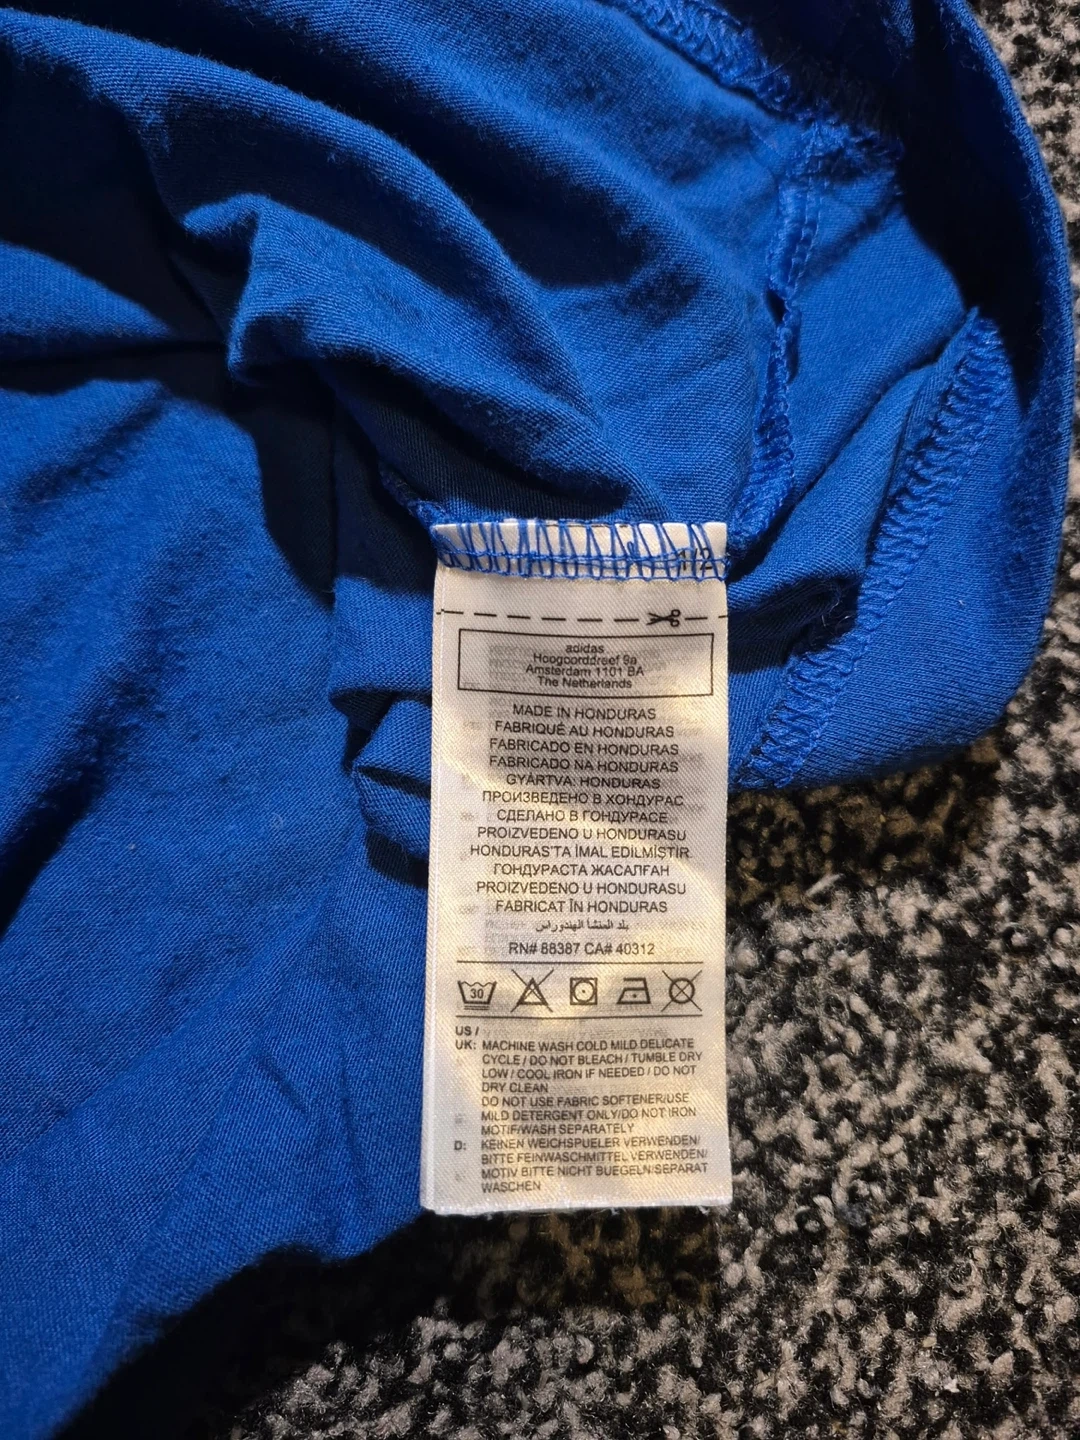 1/2
adidas
Hoogoorddreef 9a
Amsterdam 1101 BA
The Netherlands
MADE IN HONDURAS
FABRIQUÉ AU HONDURAS
FABRICADO EN HONDURAS
FABRICADO NA HONDURAS
GYÁRTVA: HONDURAS
ПРОИЗВЕДЕНО В ХОНДУРАС
СДЕЛАНО В ГОНДУРАСЕ
PROIZVEDENO U HONDURASU
HONDURAS'TA İMAL EDİLMİŞTİR
ГОНДУРАСТА ЖАСАЛҒАН
PROIZVEDENO U HONDURASU
FABRICAT ÎN HONDURAS
بلد المنشأ الهندوراس
RN# 88387 CA# 40312
30
US /
UK: MACHINE WASH COLD MILD DELICATE
CYCLE / DO NOT BLEACH / TUMBLE DRY
LOW / COOL IRON IF NEEDED / DO NOT
DRY CLEAN
DO NOT USE FABRIC SOFTENER/USE
MILD DETERGENT ONLY/DO NOT IRON
MOTIF/WASH SEPARATELY
D: KEINEN WEICHSPUELER VERWENDEN/
BITTE FEINWASCHMITTEL VERWENDEN/
MOTIV BITTE NICHT BUEGELN/SEPARAT
WASCHEN